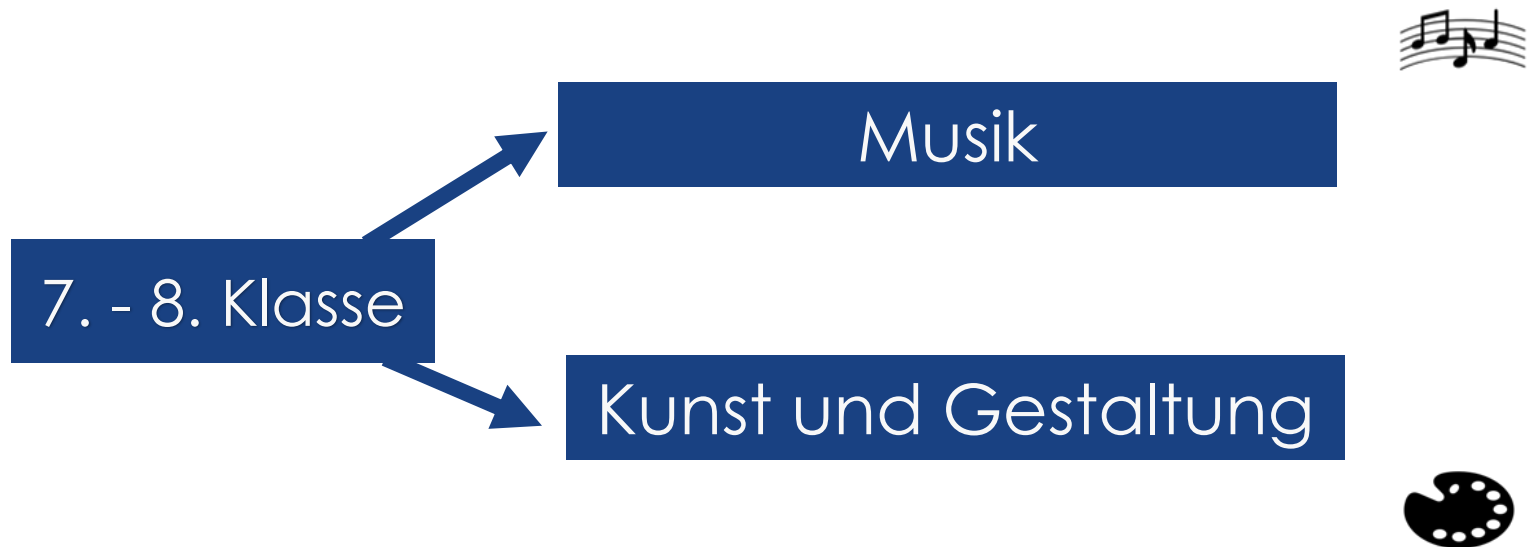 Musik
7. - 8. Klasse
Kunst und Gestaltung